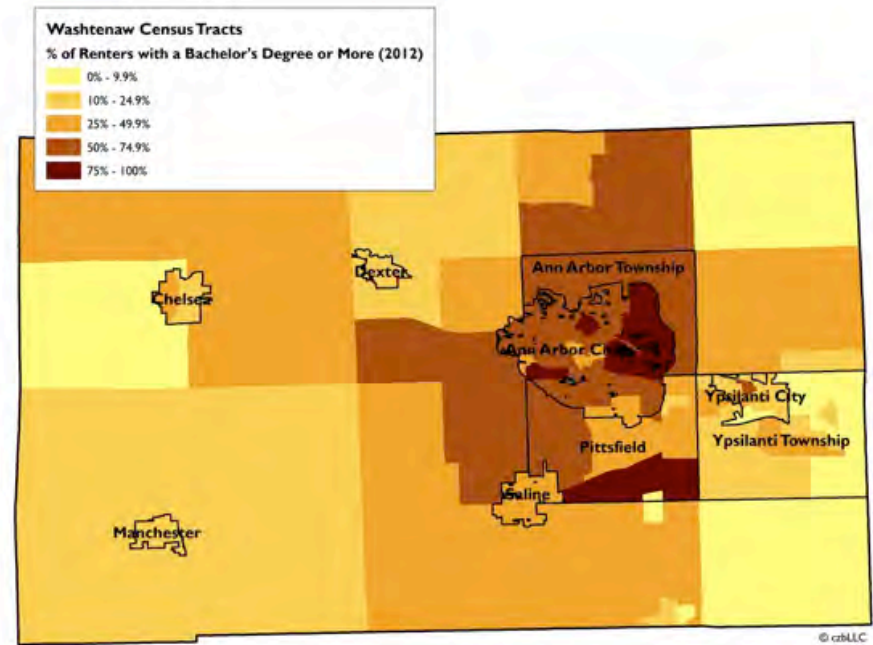 Washtenaw Census Tracts
% of Renters with a Bachelor's Degree or More (2012)
0% - 9.9%
10% - 24.9%
25% - 49.9%
50% - 74.9%
75% - 100%
Ann Arbor Township
Dexter
Chelsea
Ann Arbor City
Ypsilanti City
Ypsilanti Township
Pittsfield
Saline
Manchester
© czbLLC